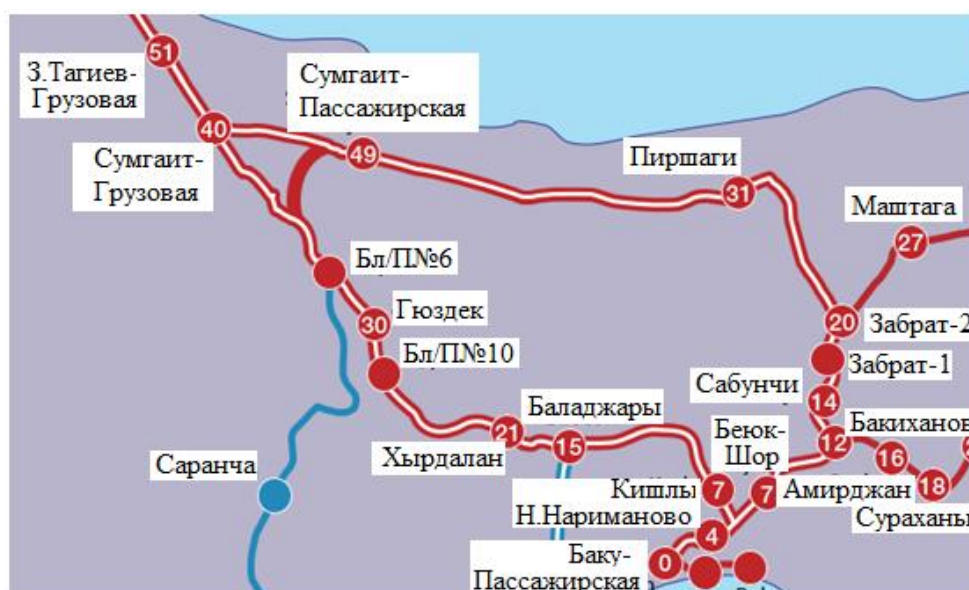 51
З.Тагиев-
Грузовая
Сумгаит-
Пассажирская
40
49
Сумгаит-
Грузовая
Пиршаги
31
Маштага
27
Бл/П№6
Гюздек
30
20
Забрат-2
Бл/П№10
Забрат-1
Сабунчи
14
Баладжары
21
15
Хырдалан
Беюк-
Шор
12
Бакиханов
16
Саранча
Кишлы
7
7
Амирджан
18
Сураханы
Н.Нариманово
4
Баку-
Пассажирская
0